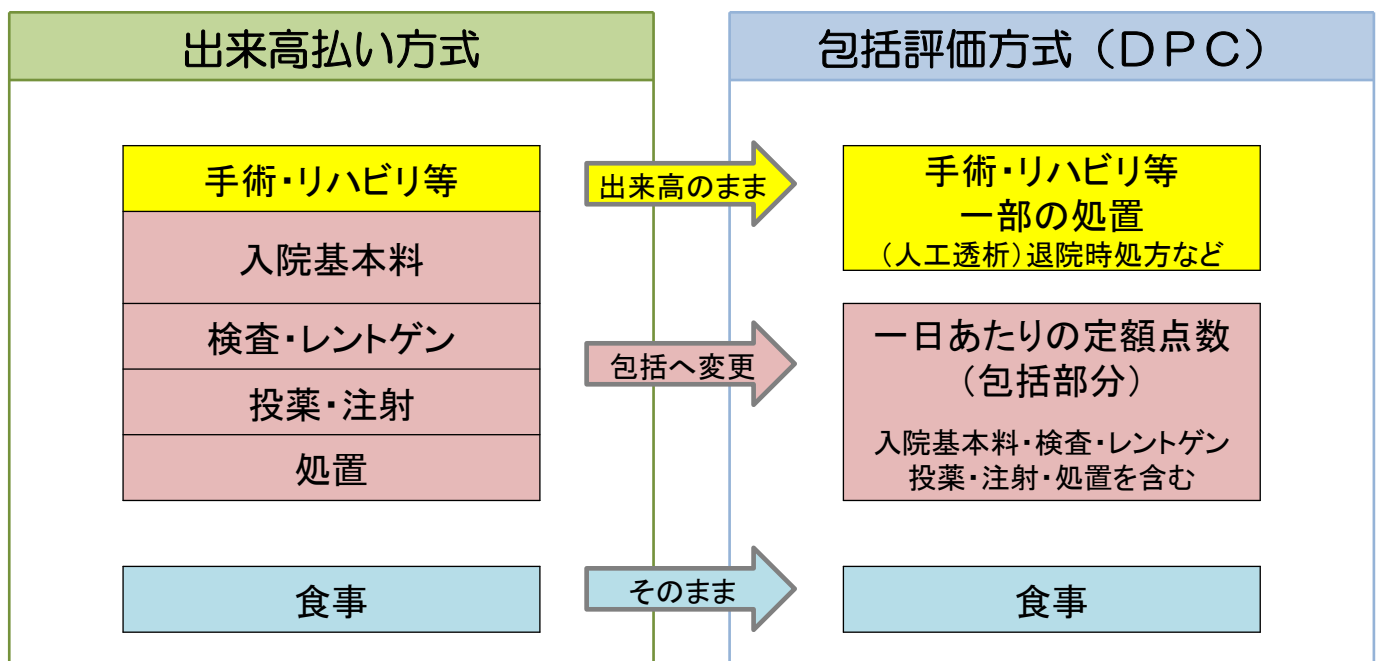 出来高払い方式
手術・リハビリ等
入院基本料
検査・レントゲン
投薬・注射
処置
食事
出来高のまま
包括へ変更
そのまま
包括評価方式（ＤＰＣ）
手術・リハビリ等
一部の処置
（人工透析）退院時処方など
一日あたりの定額点数
（包括部分）
入院基本料・検査・レントゲン
投薬・注射・処置を含む
食事